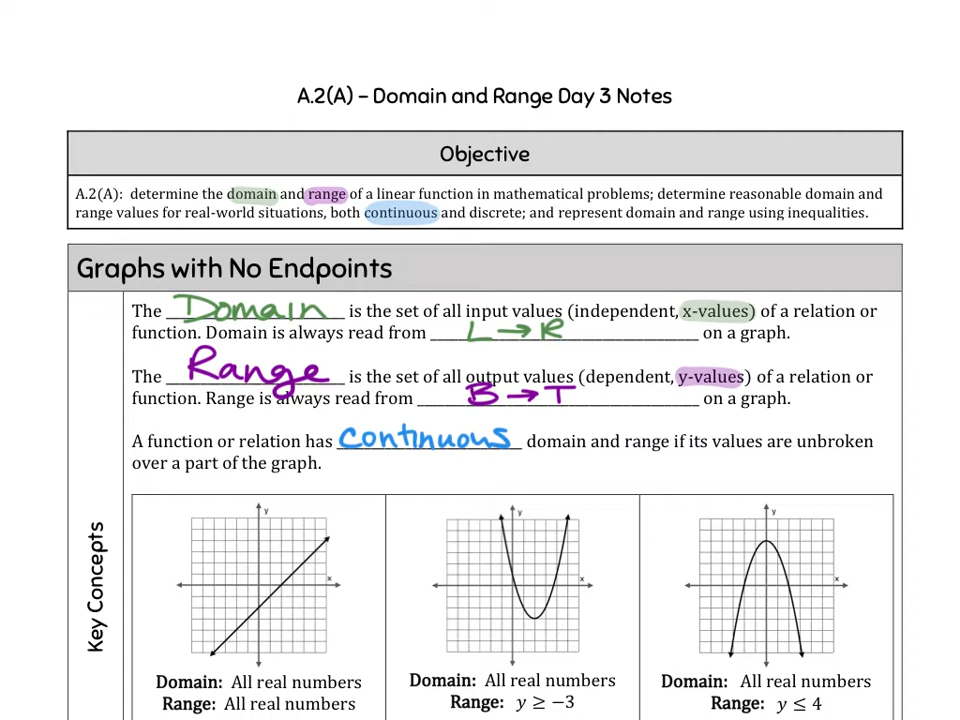 A.2(A) – Domain and Range Day 3 Notes
Objective
A.2(A): determine the domain and range of a linear function in mathematical problems; determine reasonable domain and
range values for real-world situations, both continuous and discrete; and represent domain and range using inequalities.
Graphs with No Endpoints
Key Concepts
The Domain is the set of all input values (independent, x-values) of a relation or
function. Domain is always read from L → R on a graph.
The Range is the set of all output values (dependent, y-values) of a relation or
function. Range is always read from B → T on a graph.
A function or relation has continuous domain and range if its values are unbroken
over a part of the graph.
y
x
Domain: All real numbers
Range: All real numbers
y
x
Domain: All real numbers
Range: y ≥ −3
y
x
Domain: All real numbers
Range: y ≤ 4